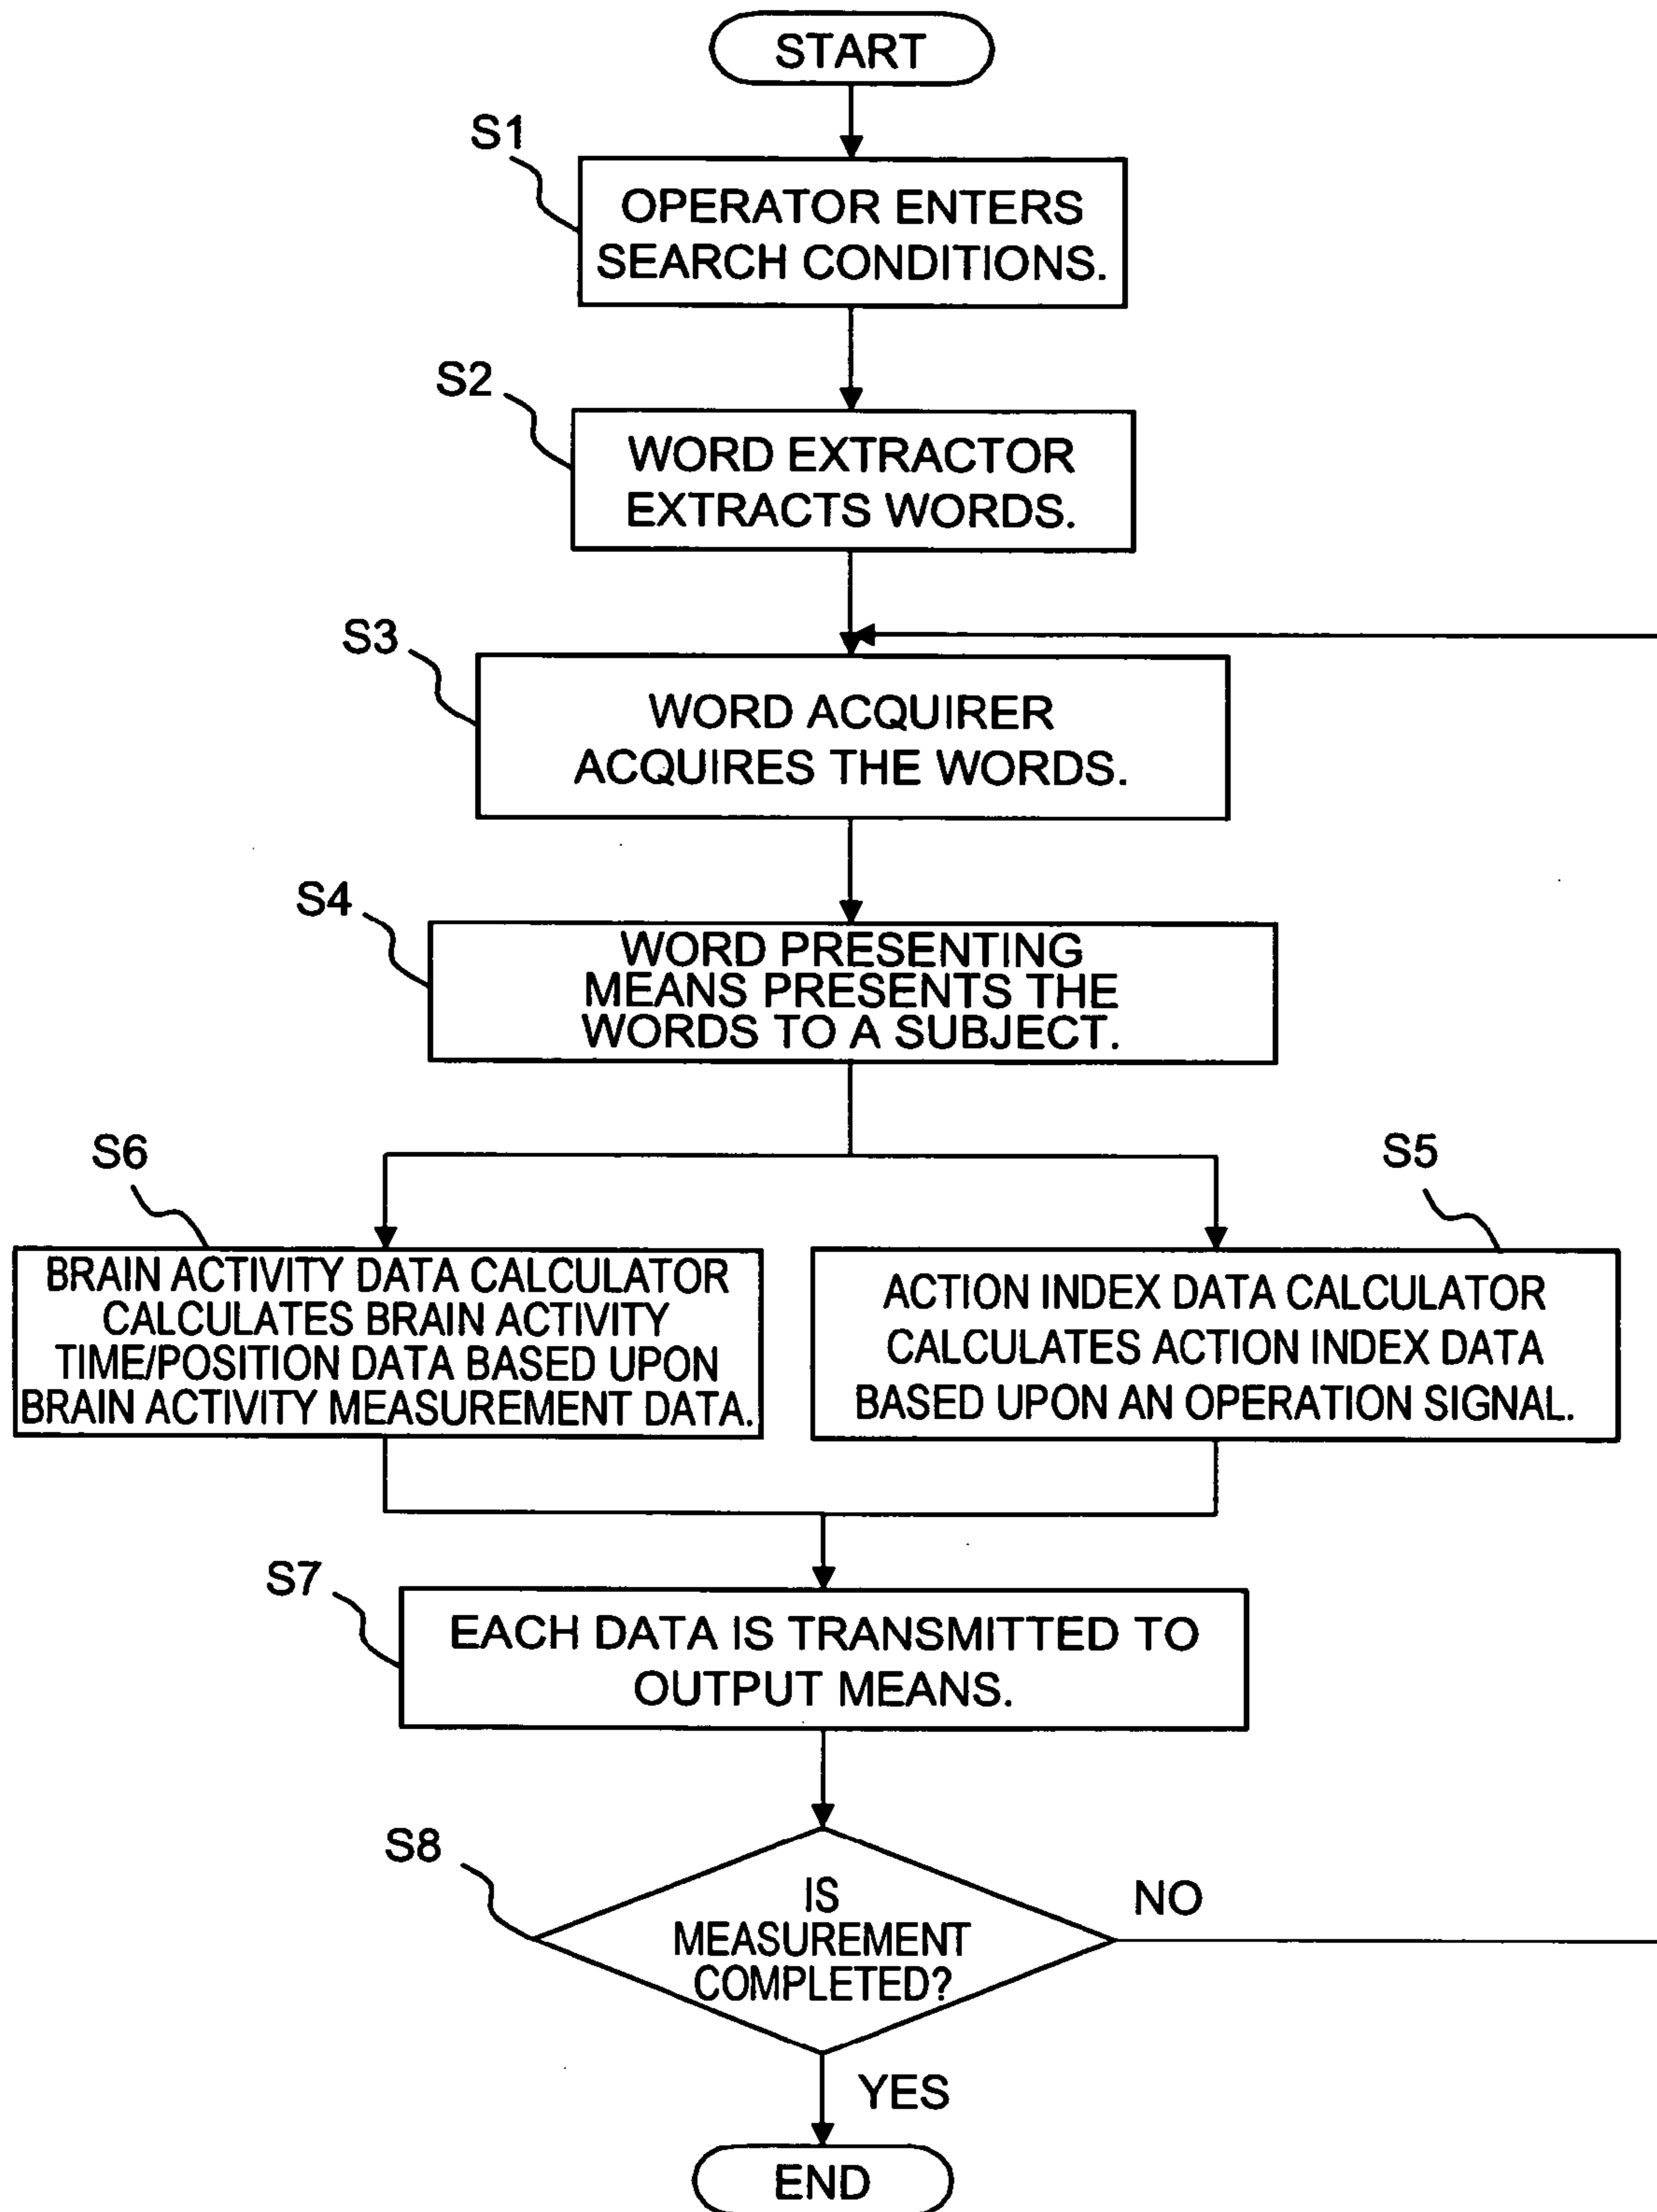 START
S1
OPERATOR ENTERS
SEARCH CONDITIONS.
S2
WORD EXTRACTOR
EXTRACTS WORDS.
S3
WORD ACQUIRER
ACQUIRES THE WORDS.
S4
WORD PRESENTING
MEANS PRESENTS THE
WORDS TO A SUBJECT.
S6
BRAIN ACTIVITY DATA CALCULATOR
CALCULATES BRAIN ACTIVITY
TIME/POSITION DATA BASED UPON
BRAIN ACTIVITY MEASUREMENT DATA.
S5
ACTION INDEX DATA CALCULATOR
CALCULATES ACTION INDEX DATA
BASED UPON AN OPERATION SIGNAL.
S7
EACH DATA IS TRANSMITTED TO
OUTPUT MEANS.
S8
IS
MEASUREMENT
COMPLETED?
NO
YES
END